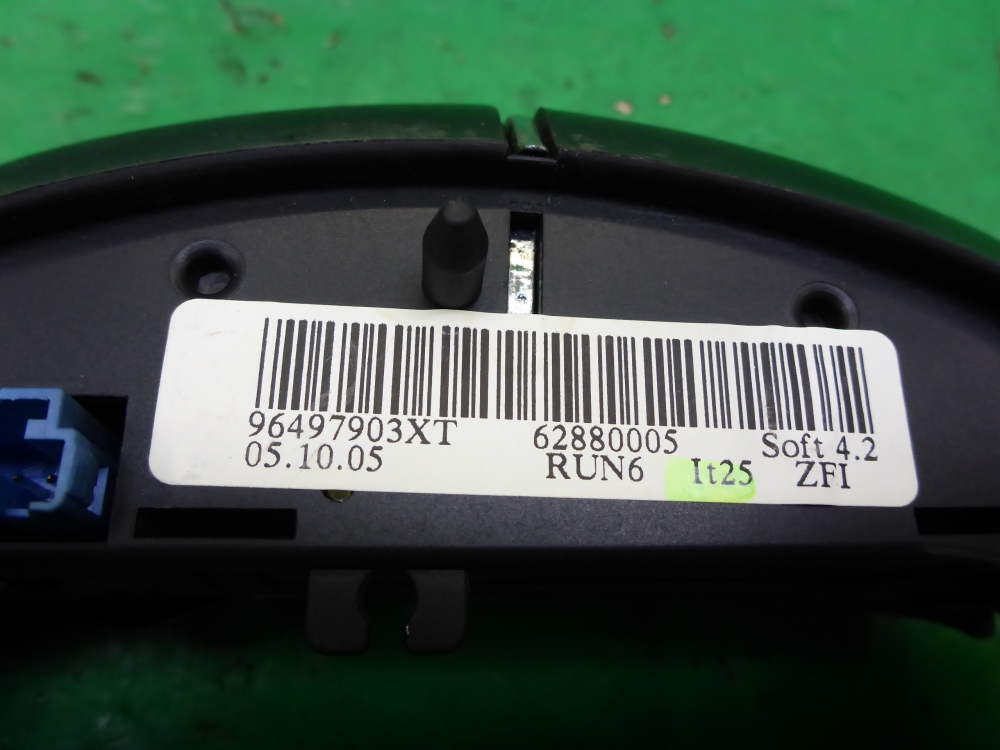 96497903XT 62880005 Soft 4.2
05.10.05 RUN6 It25 ZFI